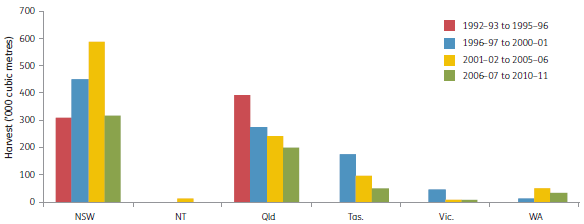 Harvest ('000 cubic metres)
700
600
500
400
300
200
100
0
1992–93 to 1995–96
1996–97 to 2000–01
2001–02 to 2005–06
2006–07 to 2010–11
NSW NT Qld Tas. Vic. WA